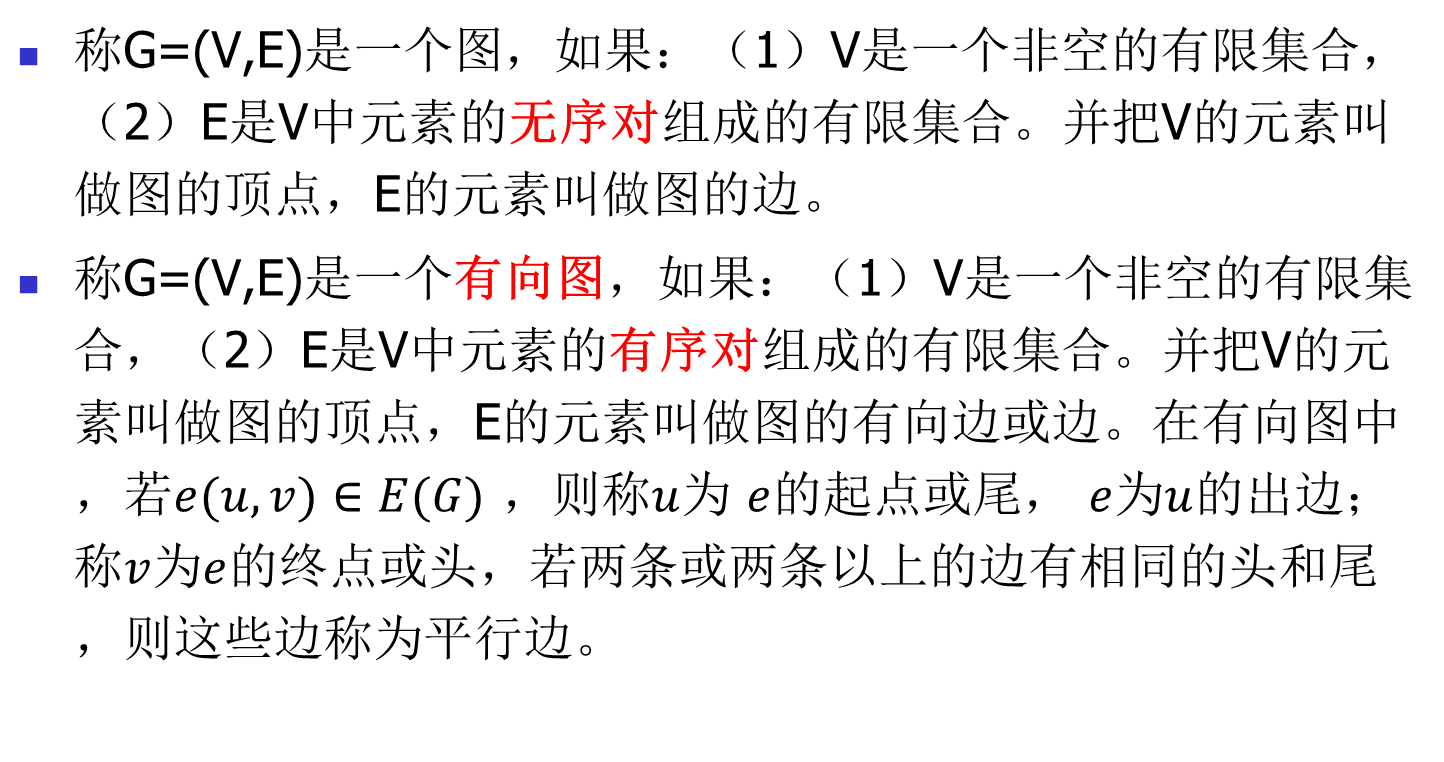 ▪ 称G=(V,E)是一个图，如果：（1）V是一个非空的有限集合，
（2）E是V中元素的无序对组成的有限集合。并把V的元素叫
做图的顶点，E的元素叫做图的边。
▪ 称G=(V,E)是一个有向图，如果：（1）V是一个非空的有限集
合，（2）E是V中元素的有序对组成的有限集合。并把V的元
素叫做图的顶点，E的元素叫做图的有向边或边。在有向图中
，若𝑒(𝑢,𝑣) ∈ 𝐸(𝐺) ，则称𝑢为 𝑒的起点或尾， 𝑒为𝑢的出边；
称𝑣为𝑒的终点或头，若两条或两条以上的边有相同的头和尾
，则这些边称为平行边。